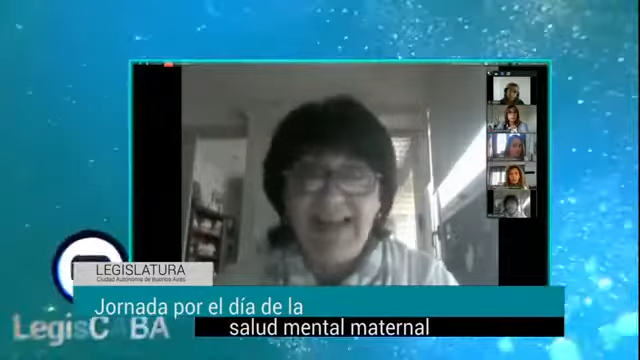 LEGISLATURA
Ciudad Autónoma de Buenos Aires
Jornada por el día de la
salud mental maternal
LegisCABA